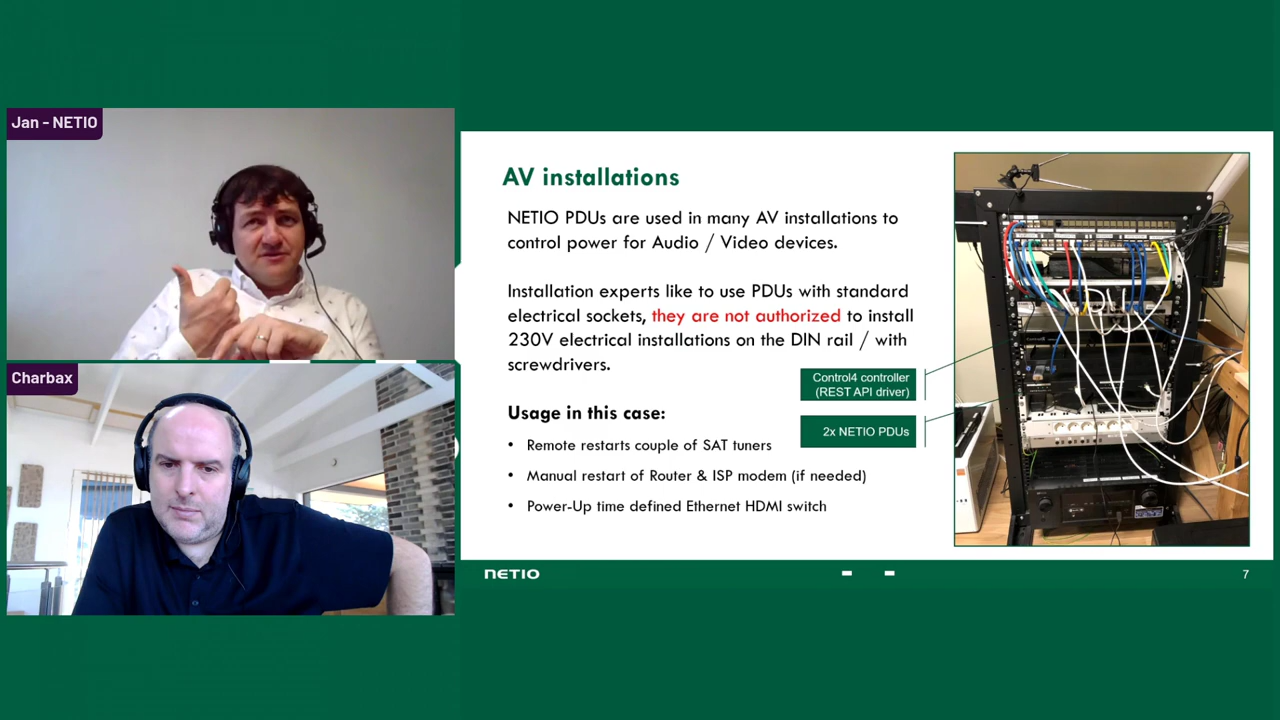 Jan - NETIO
Charbax
AV installations
NETIO PDUs are used in many AV installations to
control power for Audio / Video devices.
Installation experts like to use PDUs with standard
electrical sockets, they are not authorized to install
230V electrical installations on the DIN rail / with
screwdrivers.
Control4 controller
(REST API driver)
2x NETIO PDUs
Usage in this case:
• Remote restarts couple of SAT tuners
• Manual restart of Router & ISP modem (if needed)
• Power-Up time defined Ethernet HDMI switch
NETIO
7